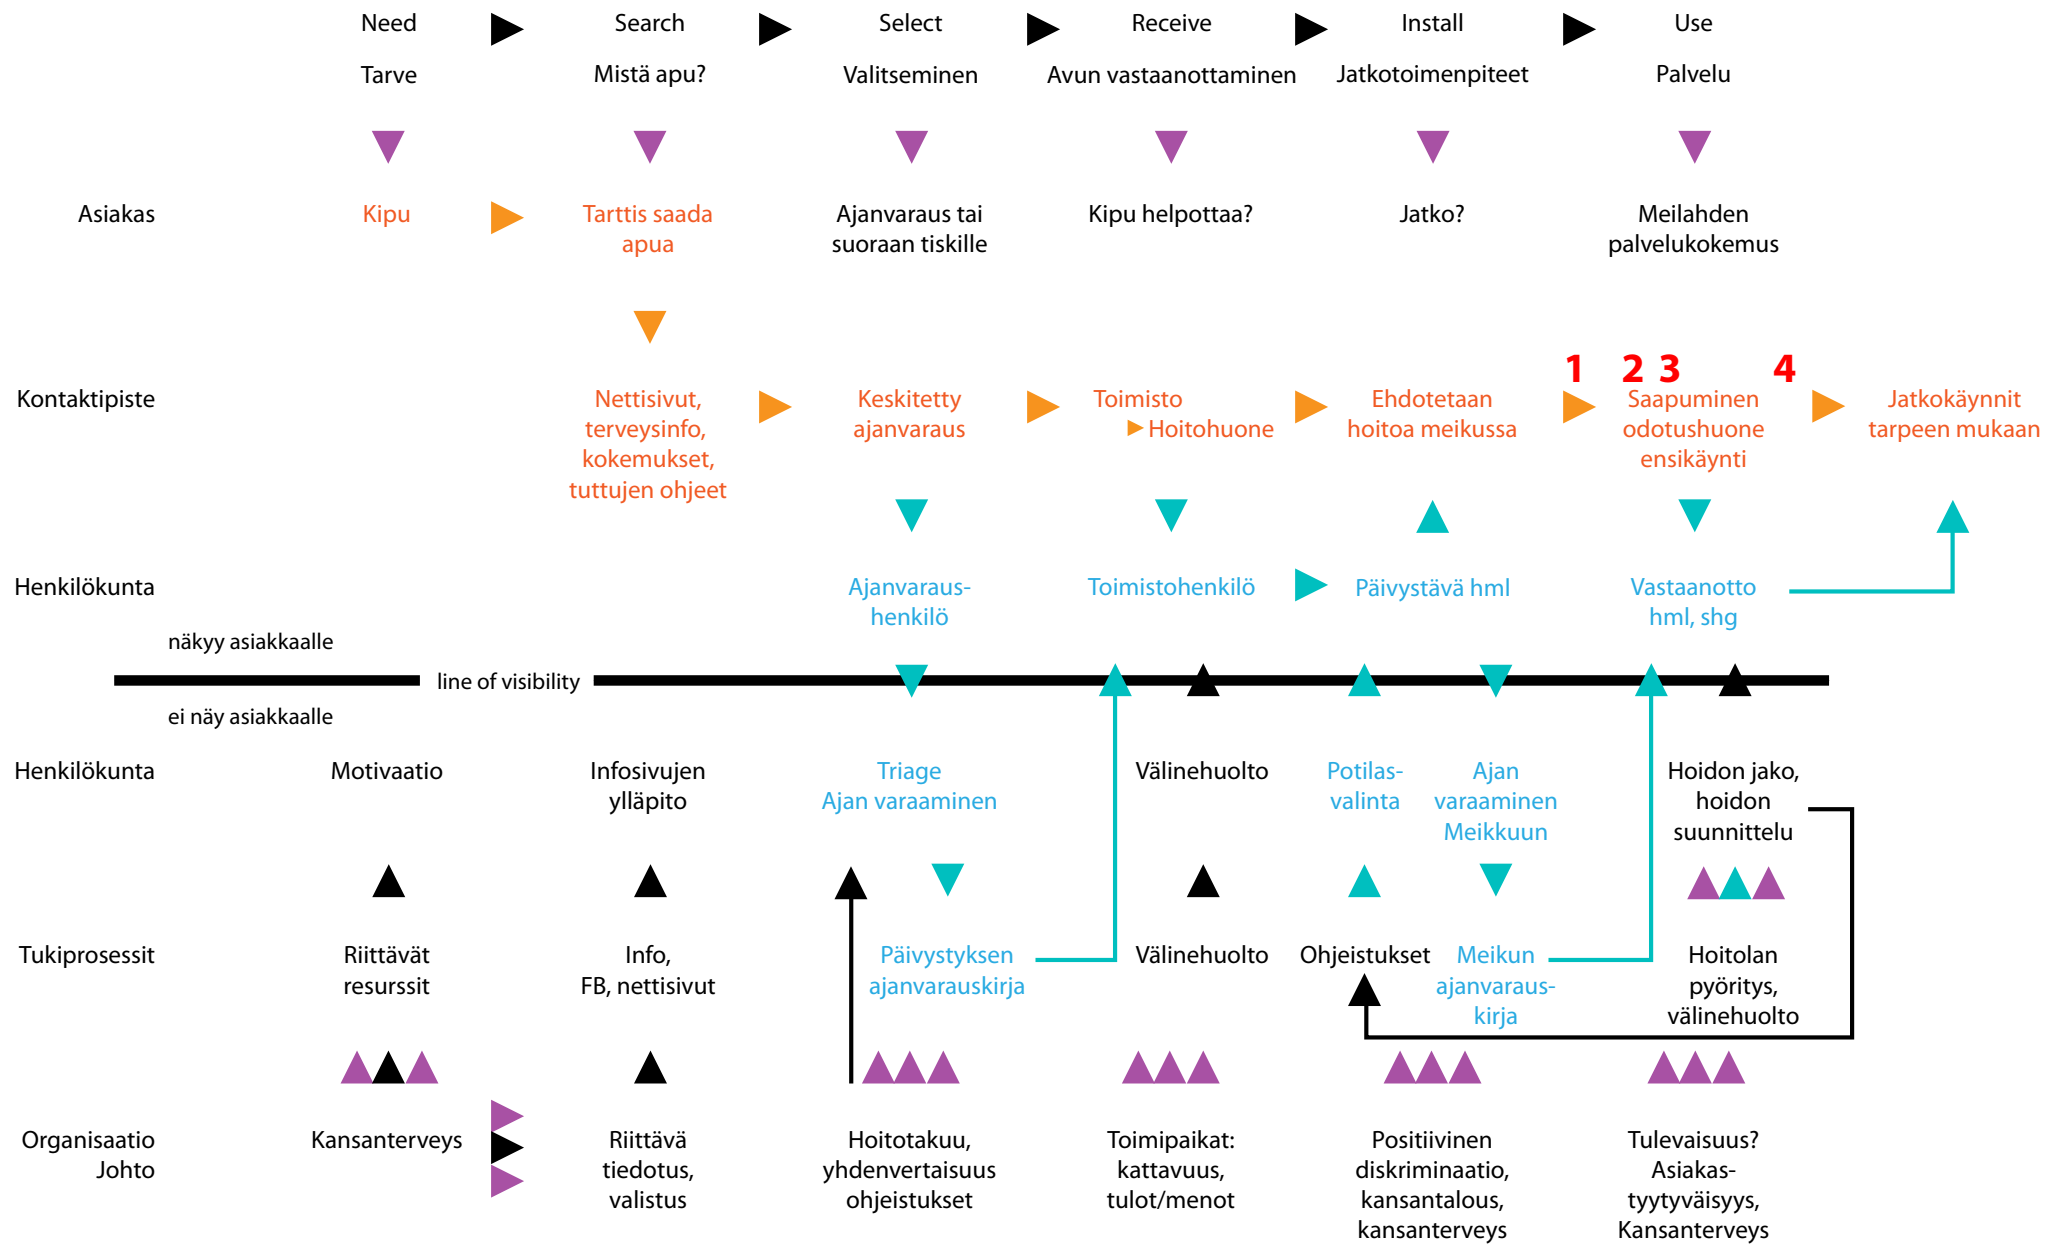 Need
Search
Select
Receive
Install
Use
Tarve
Mistä apu?
Valitseminen
Avun vastaanottaminen
Jatkotoimenpiteet
Palvelu
Asiakas
Kipu
Tarttis saada
apua
Ajanvaraus tai
suoraan tiskille
Kipu helpottaa?
Jatko?
Meilahden
palvelukokemus
1
2
3
4
Kontaktipiste
Nettisivut,
terveysinfo,
kokemukset,
tuttujen ohjeet
Keskitetty
ajanvaraus
Toimisto
Hoitohuone
Ehdotetaan
hoitoa meikussa
Saapuminen
odotushuone
ensikäynti
Jatkokäynnit
tarpeen mukaan
Henkilökunta
Ajanvaraus-
henkilö
Toimistohenkilö
Päivystävä hml
Vastaanotto
hml, shg
näkyy asiakkaalle
line of visibility
ei näy asiakkaalle
Henkilökunta
Motivaatio
Infosivujen
ylläpito
Triage
Ajan varaaminen
Välinehuolto
Potilas-
valinta
Ajan
varaaminen
Meikkuun
Hoidon jako,
hoidon
suunnittelu
Tukiprosessit
Riittävät
resurssit
Info,
FB, nettisivut
Päivystyksen
ajanvarauskirja
Välinehuolto
Ohjeistukset
Meikun
ajanvaraus-
kirja
Hoitolan
pyöritys,
välinehuolto
Organisaatio
Johto
Kansanterveys
Riittävä
tiedotus,
valistus
Hoitotakuu,
yhdenvertaisuus
ohjeistukset
Toimipaikat:
kattavuus,
tulot/menot
Positiivinen
diskriminaatio,
kansantalous,
kansanterveys
Tulevaisuus?
Asiakas-
tyytyväisyys,
Kansanterveys